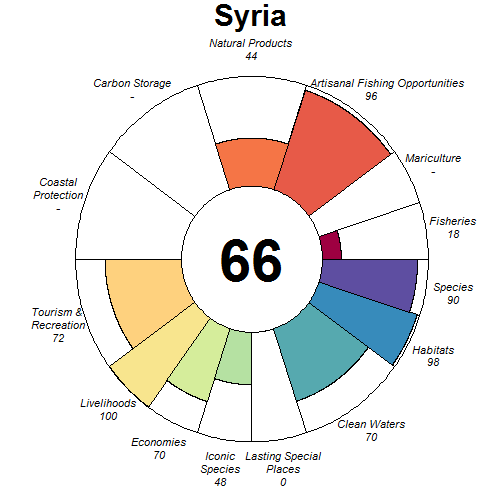 Syria
Natural Products
44
Carbon Storage
-
Artisanal Fishing Opportunities
96
Mariculture
-
Coastal
Protection
-
Fisheries
18
66
Species
90
Tourism &
Recreation
72
Habitats
98
Livelihoods
100
Clean Waters
70
Economies
70
Iconic
Species
48
Lasting Special
Places
0